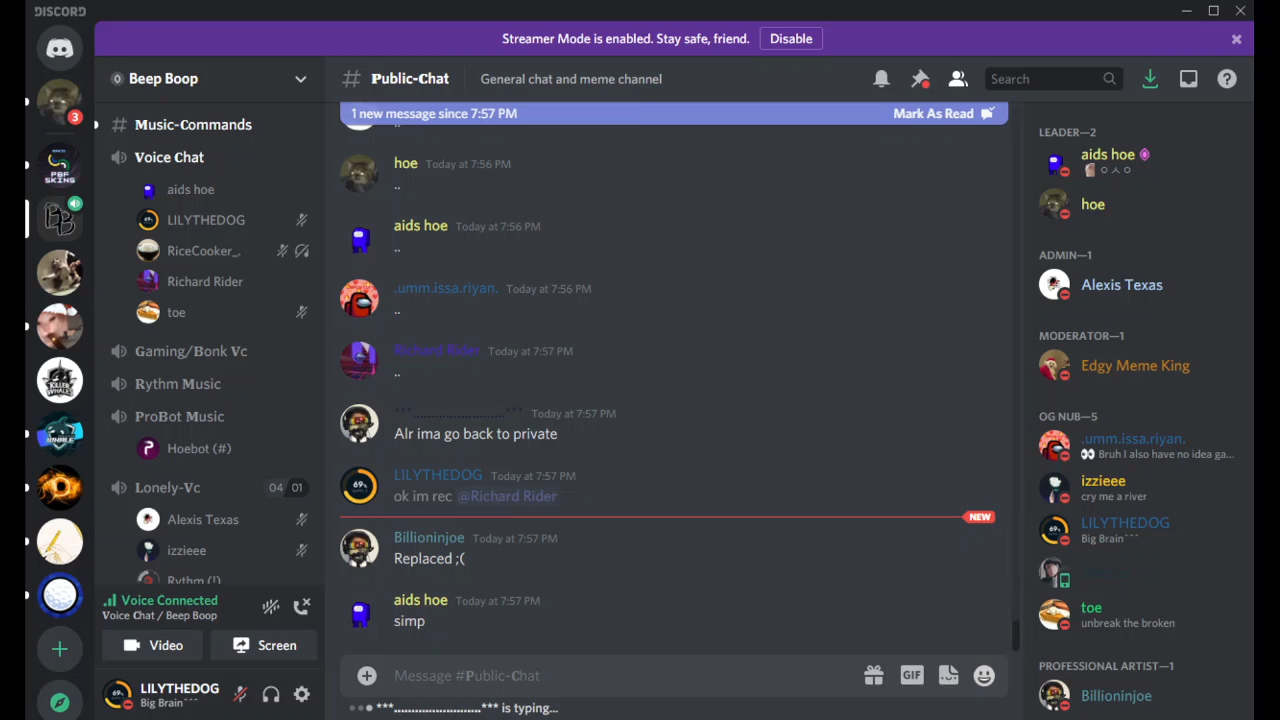 DISCORD
Streamer Mode is enabled. Stay safe, friend.
Disable
Beep Boop
Public-Chat
General chat and meme channel
Search
3
PBF
SKINS
BB
KILLER
WHALES
WHALE
Music-Commands
Voice Chat
aids hoe
LILYTHEDOG
RiceCooker_.
Richard Rider
toe
Gaming/Bonk Vc
Rythm Music
ProBot Music
Hoebot (#)
Lonely-Vc
04 01
Alexis Texas
izzieee
Rythm (!)
Voice Connected
Voice Chat / Beep Boop
Video
Screen
LILYTHEDOG
Big Brain^^^
1 new message since 7:57 PM
Mark As Read
..
hoe Today at 7:56 PM
..
aids hoe Today at 7:56 PM
..
.umm.issa.riyan. Today at 7:56 PM
..
Richard Rider Today at 7:57 PM
..
***.........................*** Today at 7:57 PM
Alr ima go back to private
LILYTHEDOG Today at 7:57 PM
ok im rec @Richard Rider
NEW
Billioninjoe Today at 7:57 PM
Replaced ;(
aids hoe Today at 7:57 PM
simp
Message #Public-Chat
GIF
***.........................*** is typing...
LEADER—2
aids hoe
hoe
ADMIN—1
Alexis Texas
MODERATOR—1
Edgy Meme King
OG NUB—5
.umm.issa.riyan.
👀 Bruh I also have no idea ga...
izzieee
cry me a river
LILYTHEDOG
Big Brain^^^
toe
unbreak the broken
PROFESSIONAL ARTIST—1
Billioninjoe